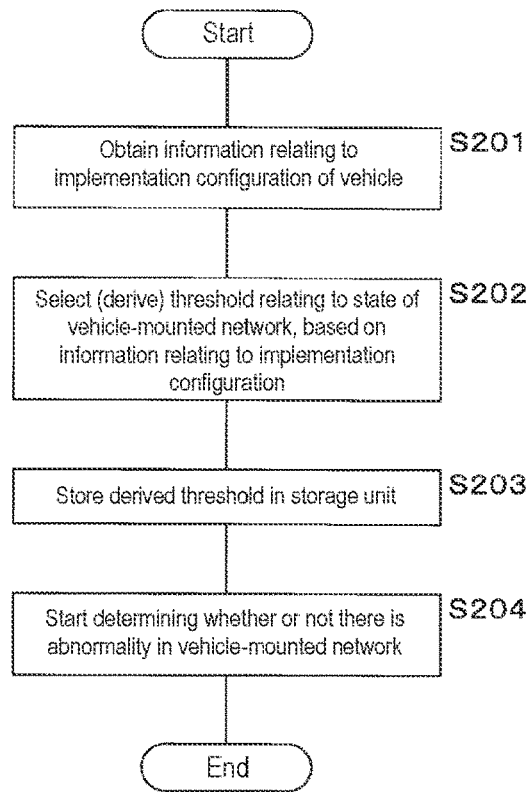 Start
S201
Obtain information relating to
implementation configuration of vehicle
S202
Select (derive) threshold relating to state of
vehicle-mounted network, based on
information relating to implementation
configuration
S203
Store derived threshold in storage unit
S204
Start determining whether or not there is
abnormality in vehicle-mounted network
End